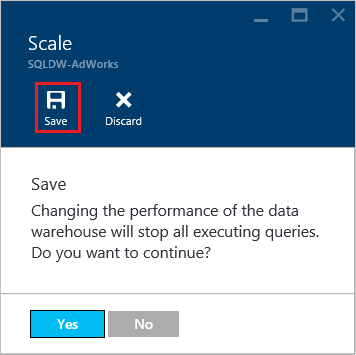 Scale
SQLDW-AdWorks
Save Discard
Save
Changing the performance of the data
warehouse will stop all executing queries.
Do you want to continue?
Yes No